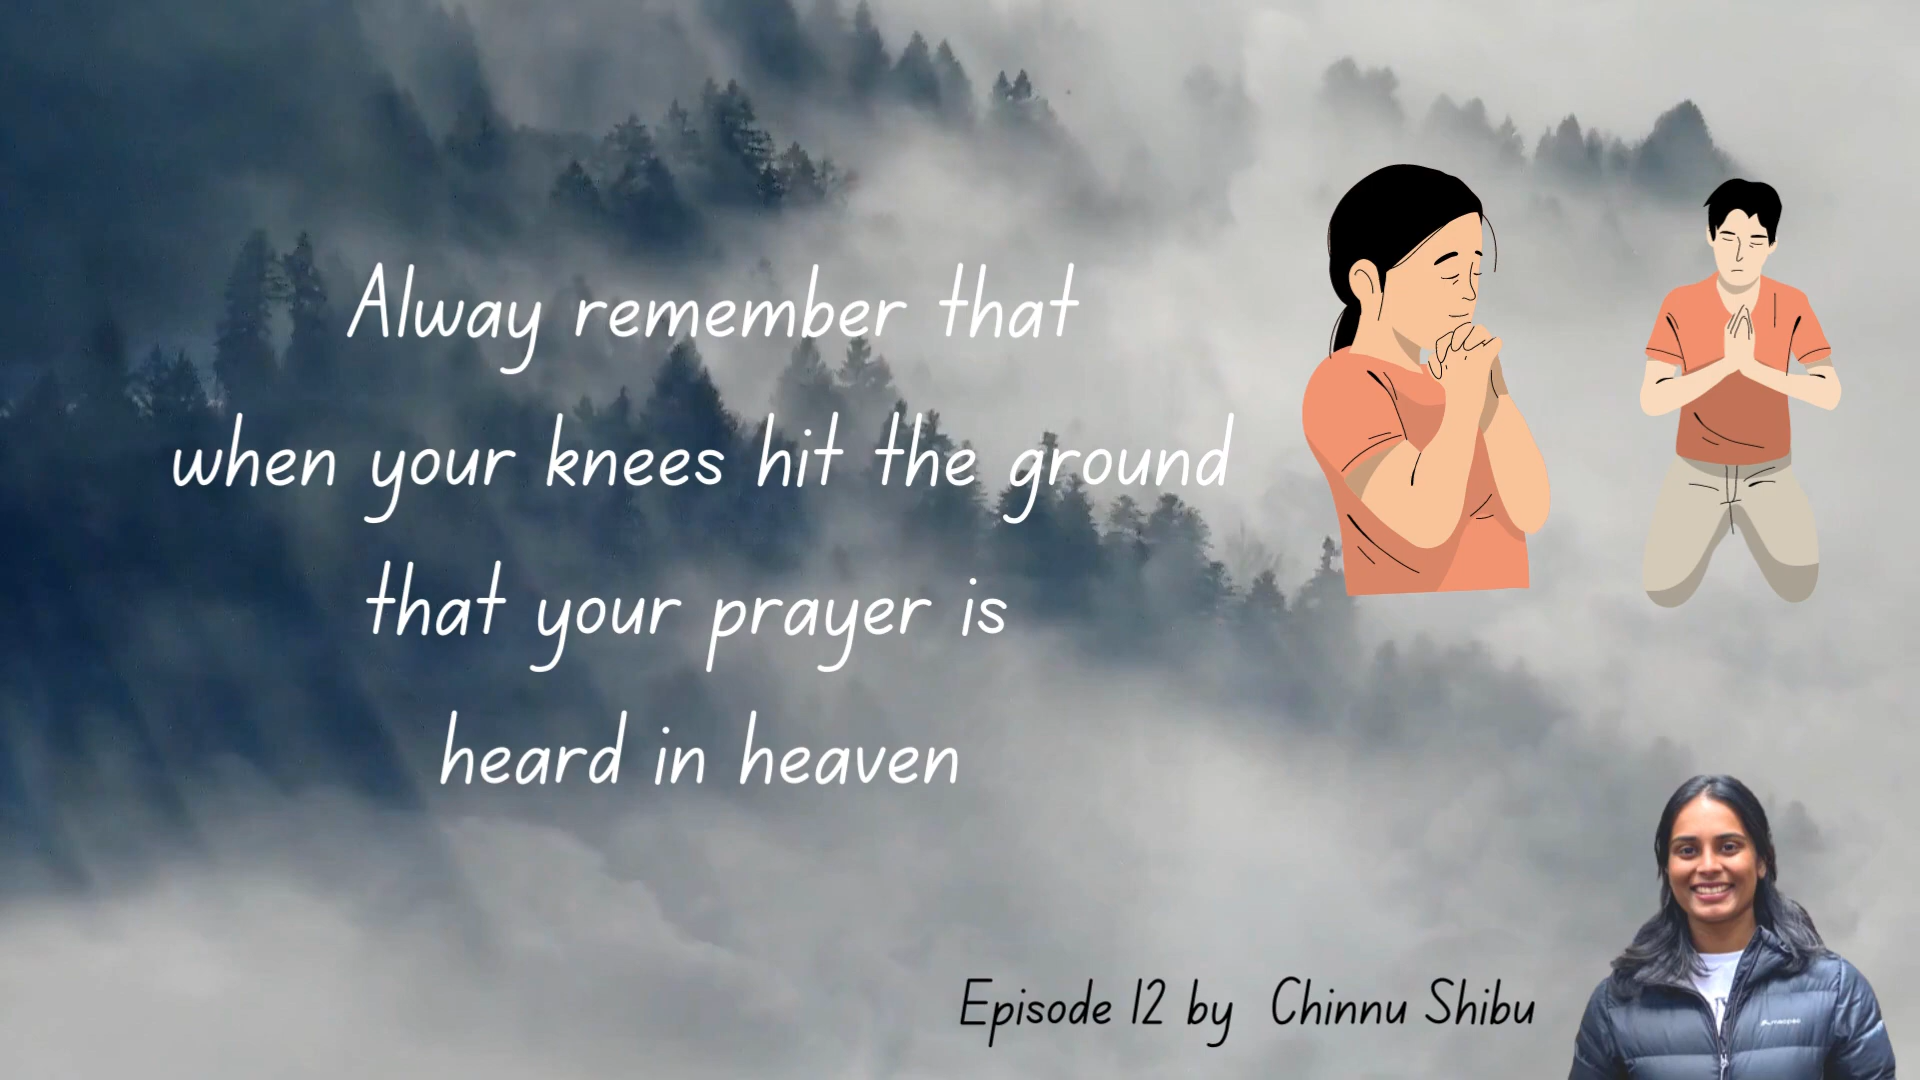 Alway remember that
when your knees hit the ground
that your prayer is
heard in heaven
Episode 12 by Chinnu Shibu
macpac